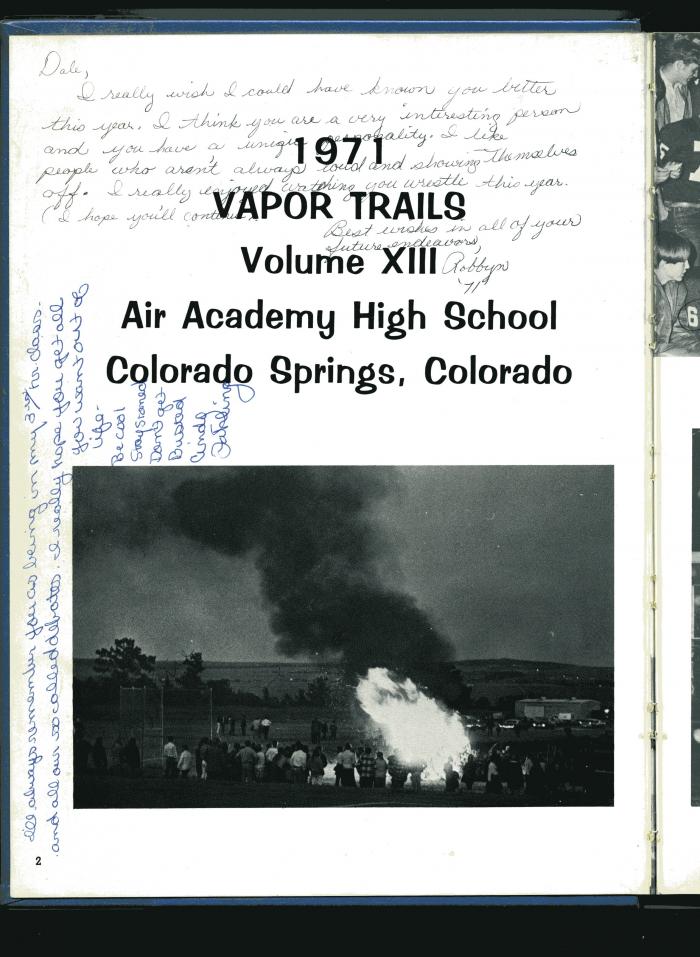 Dale,
I really wish I could have known you better
this year. I think you are a very interesting person
and you have a unique personality. I like
people who aren't always loud and showing themselves
off. I really enjoyed watching you wrestle this year.
(I hope you'll continue.)
Best wishes in all of your
future endeavors,
Robbyn
'71'
1971
VAPOR TRAILS
Volume XIII
Air Academy High School
Colorado Springs, Colorado
I'll always remember you as being in my 3rd hr. class.
and all our so called debates. I really hope you get all
you want out of
life-
Be cool
Stay Stoned
Don't get
Busted
Cindy
2
6